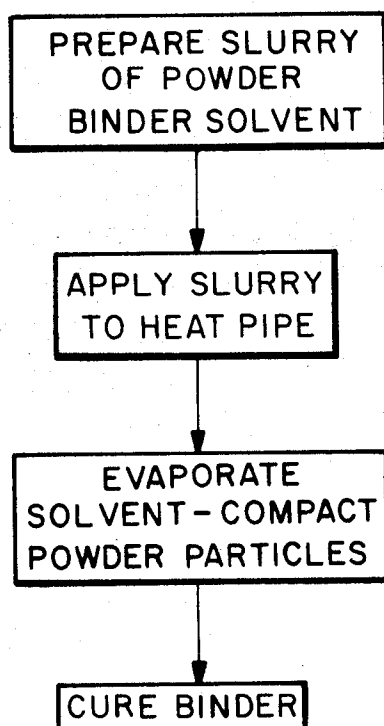 PREPARE SLURRY
OF POWDER
BINDER SOLVENT
APPLY SLURRY
TO HEAT PIPE
EVAPORATE
SOLVENT-COMPACT
POWDER PARTICLES
CURE BINDER